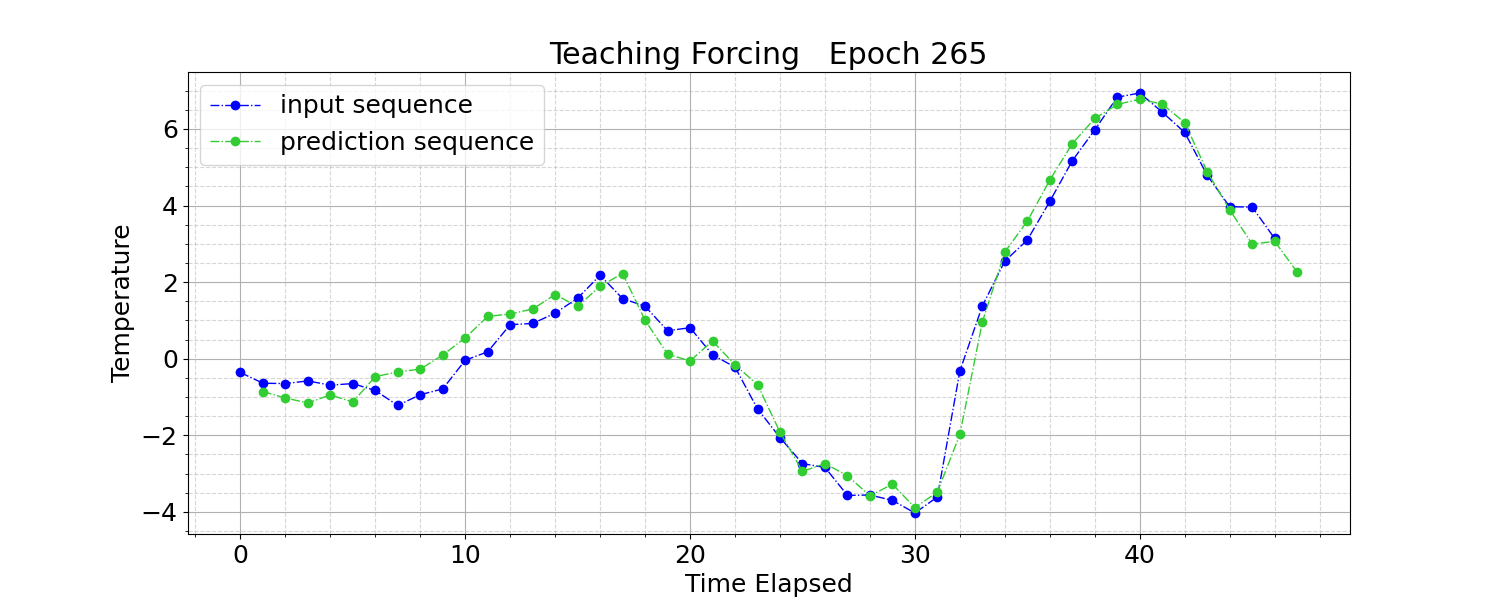 Teaching Forcing   Epoch 265
input sequence
prediction sequence
Temperature
6
4
2
0
−2
−4
0 10 20 30 40
Time Elapsed